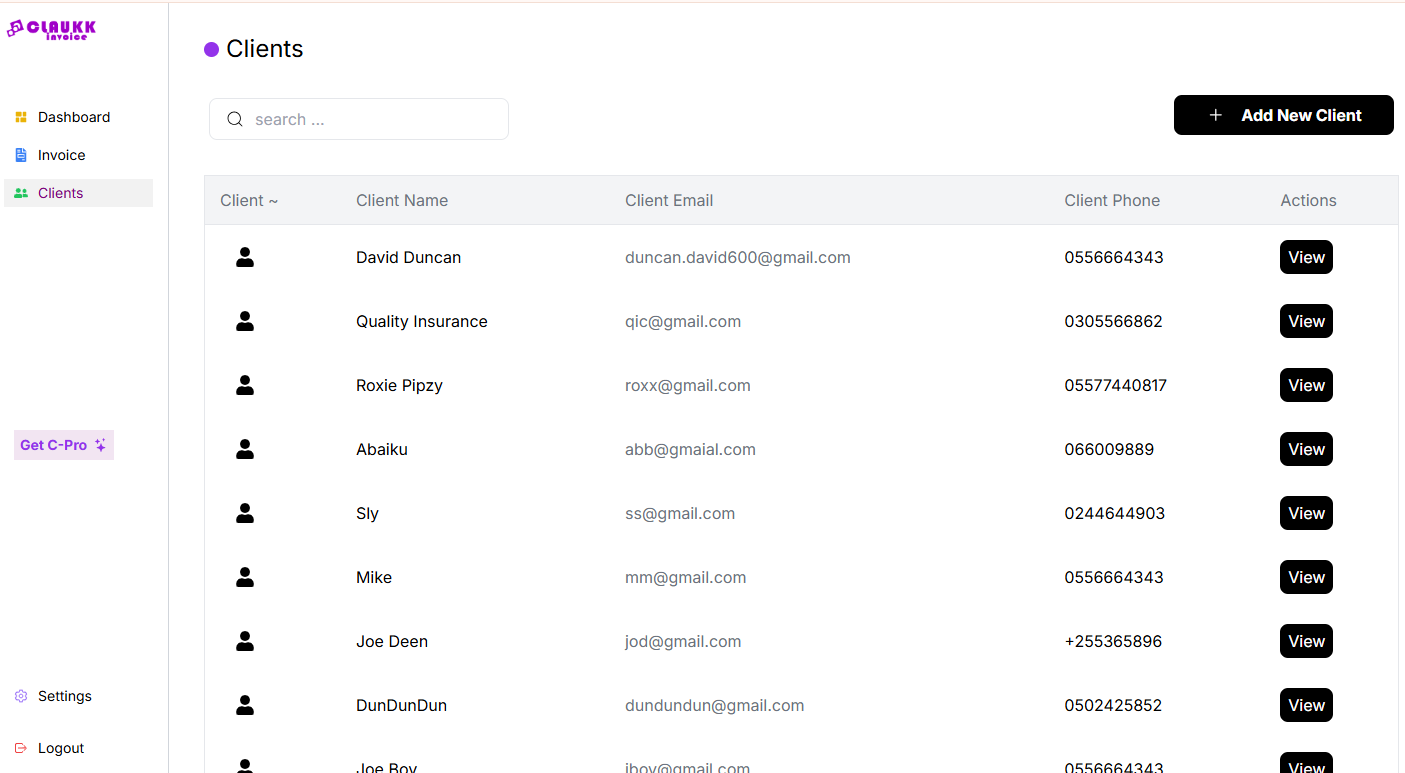 CLAUKK
invoice
Clients
Dashboard
Invoice
Clients
Get C-Pro
Settings
Logout
search ...
+ Add New Client
Client ~ Client Name Client Email Client Phone Actions
David Duncan duncan.david600@gmail.com 0556664343 View
Quality Insurance qic@gmail.com 0305566862 View
Roxie Pipzy roxx@gmail.com 05577440817 View
Abaiku abb@gmaial.com 066009889 View
Sly ss@gmail.com 0244644903 View
Mike mm@gmail.com 0556664343 View
Joe Deen jod@gmail.com +255365896 View
DunDunDun dundundun@gmail.com 0502425852 View
Joe Boy jboy@gmail.com 0556664343 View